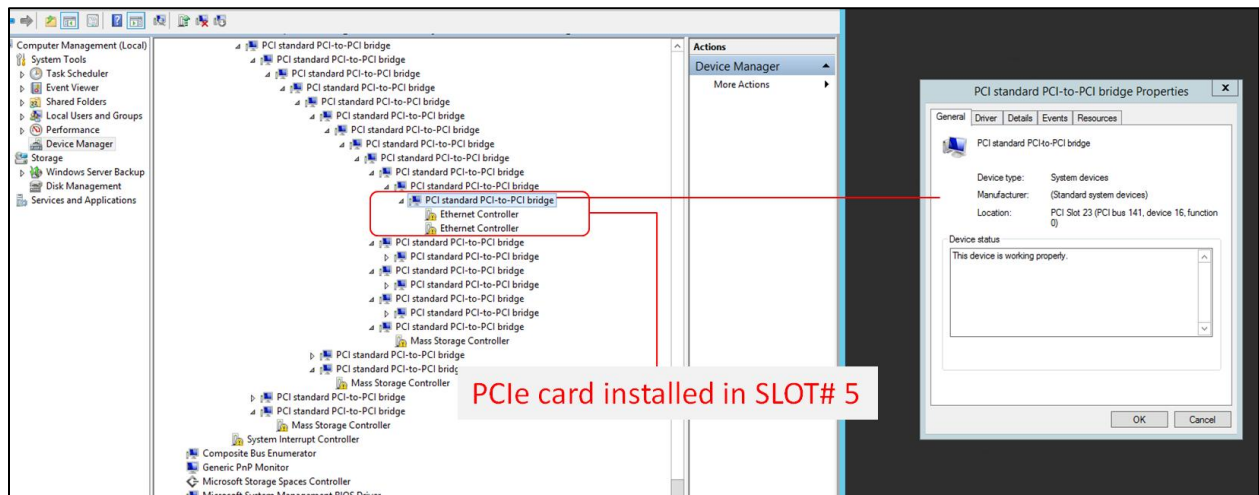 Computer Management (Local)
System Tools
Task Scheduler
Event Viewer
Shared Folders
Local Users and Groups
Performance
Device Manager
Storage
Windows Server Backup
Disk Management
Services and Applications
PCI standard PCI-to-PCI bridge
PCI standard PCI-to-PCI bridge
PCI standard PCI-to-PCI bridge
PCI standard PCI-to-PCI bridge
PCI standard PCI-to-PCI bridge
PCI standard PCI-to-PCI bridge
PCI standard PCI-to-PCI bridge
PCI standard PCI-to-PCI bridge
PCI standard PCI-to-PCI bridge
PCI standard PCI-to-PCI bridge
PCI standard PCI-to-PCI bridge
PCI standard PCI-to-PCI bridge
Ethernet Controller
Ethernet Controller
PCI standard PCI-to-PCI bridge
PCI standard PCI-to-PCI bridge
PCI standard PCI-to-PCI bridge
PCI standard PCI-to-PCI bridge
PCI standard PCI-to-PCI bridge
PCI standard PCI-to-PCI bridge
PCI standard PCI-to-PCI bridge
Mass Storage Controller
PCI standard PCI-to-PCI bridge
PCI standard PCI-to-PCI bridg
Mass Storage Controller
PCI standard PCI-to-PCI bridge
PCI standard PCI-to-PCI bridge
Mass Storage Controller
System Interrupt Controller
Composite Bus Enumerator
Generic PnP Monitor
Microsoft Storage Spaces Controller
Microsoft System Management BIOS Driver
PCIe card installed in SLOT# 5
Actions
Device Manager
More Actions
PCI standard PCI-to-PCI bridge Properties
X
General Driver Details Events Resources
PCI standard PCI-to-PCI bridge
Device type: System devices
Manufacturer: (Standard system devices)
Location: PCI Slot 23 (PCI bus 141, device 16, function
0)
Device status
This device is working properly.
OK Cancel